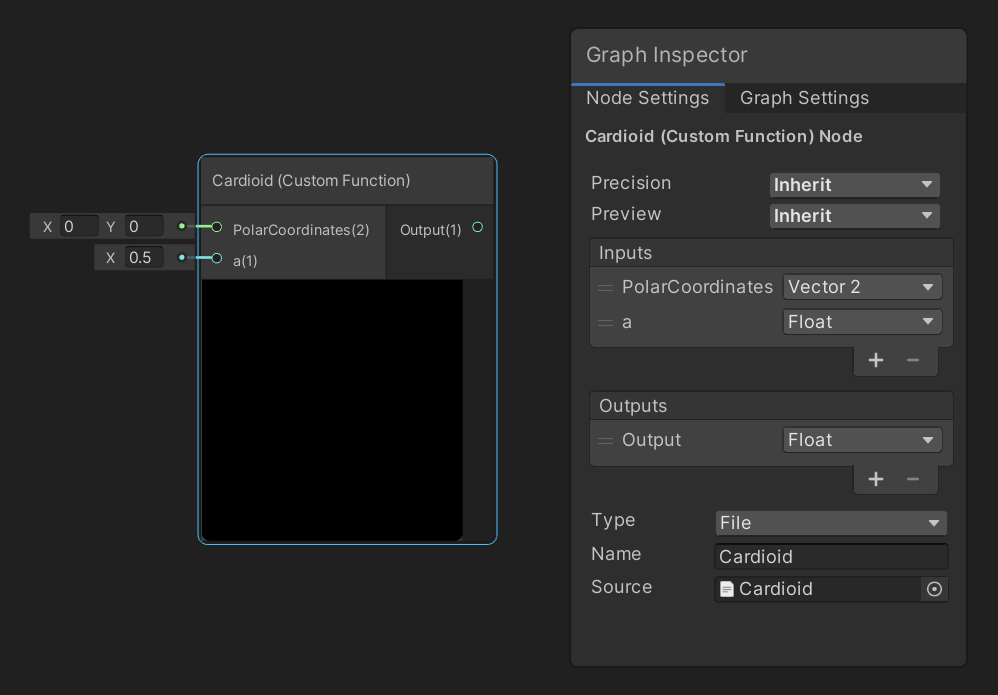 Cardioid (Custom Function)
X 0 Y 0
PolarCoordinates(2)
Output(1)
X 0.5
a(1)
Graph Inspector
Node Settings Graph Settings
Cardioid (Custom Function) Node
Precision Inherit
Preview Inherit
Inputs
PolarCoordinates Vector 2
a Float
+ −
Outputs
Output Float
+ −
Type File
Name Cardioid
Source Cardioid